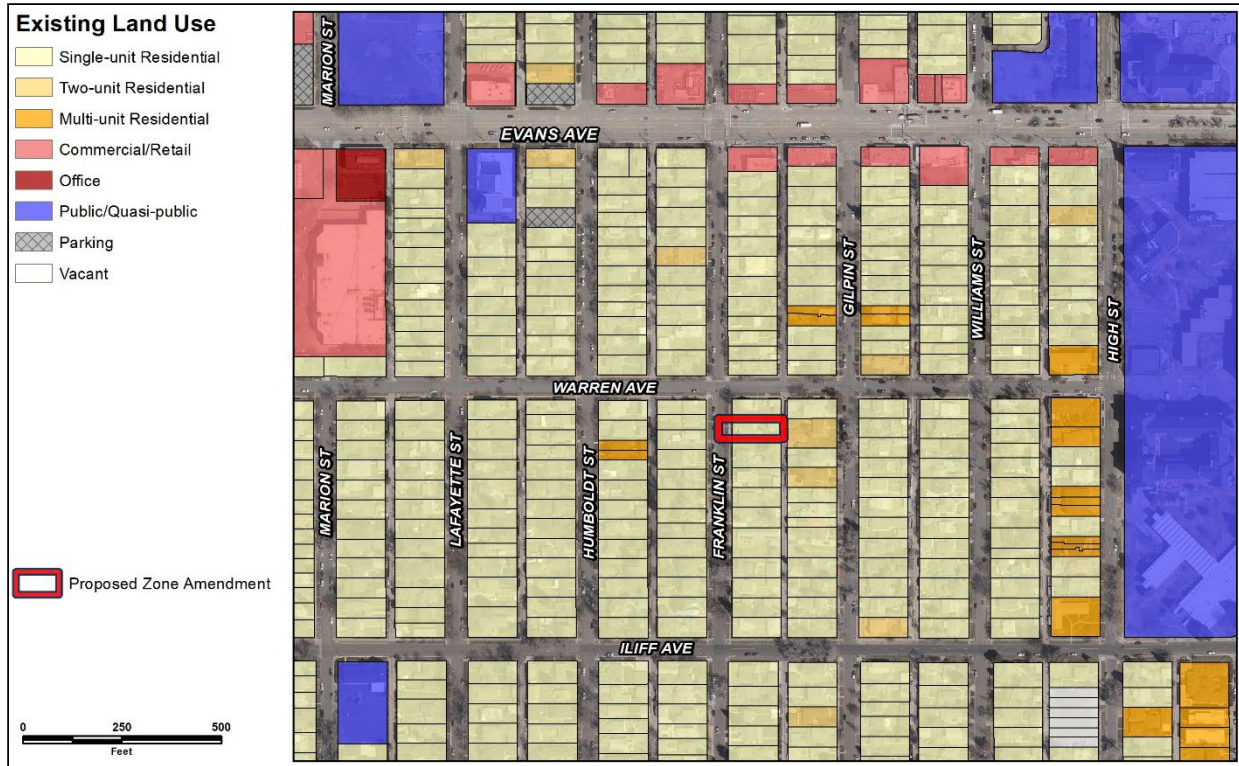 Existing Land Use
Single-unit Residential
Two-unit Residential
Multi-unit Residential
Commercial/Retail
Office
Public/Quasi-public
Parking
Vacant
Proposed Zone Amendment
0 250 500
Feet
MARION ST
EVANS AVE
GILPIN ST
WILLIAMS ST
HIGH ST
WARREN AVE
MARION ST
LAFAYETTE ST
HUMBOLDT ST
FRANKLIN ST
ILIFF AVE